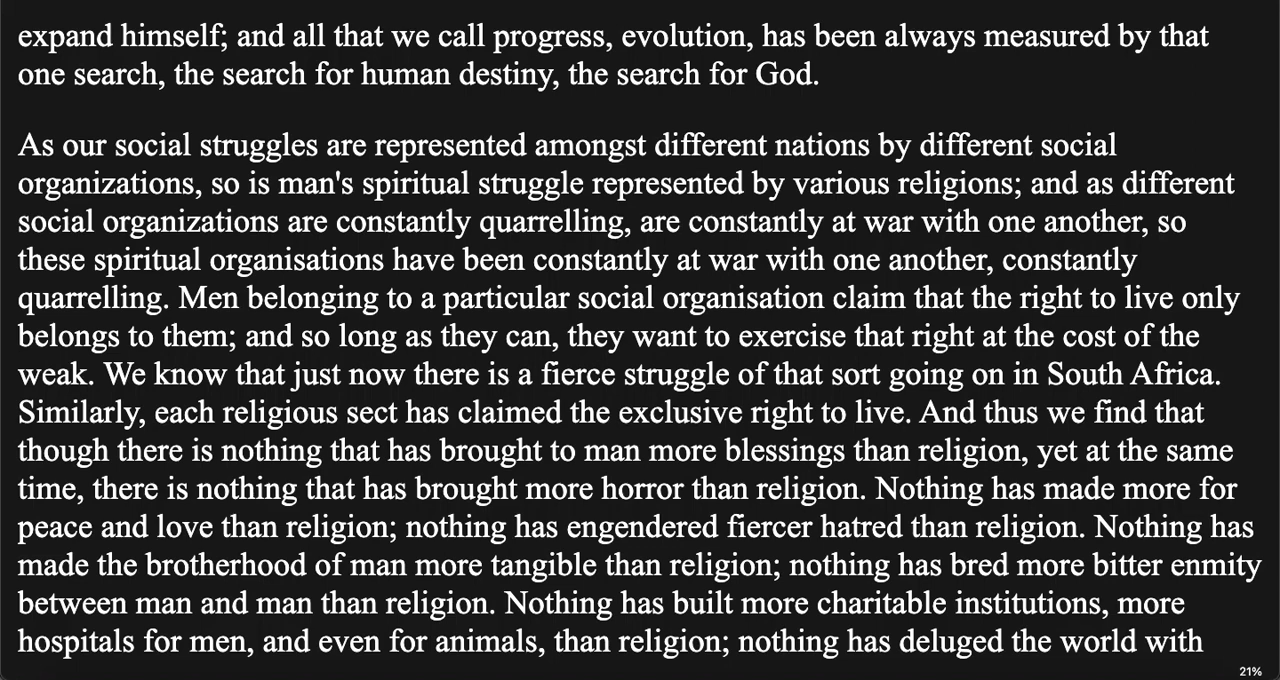 expand himself; and all that we call progress, evolution, has been always measured by that
one search, the search for human destiny, the search for God.
As our social struggles are represented amongst different nations by different social
organizations, so is man's spiritual struggle represented by various religions; and as different
social organizations are constantly quarrelling, are constantly at war with one another, so
these spiritual organisations have been constantly at war with one another, constantly
quarrelling. Men belonging to a particular social organisation claim that the right to live only
belongs to them; and so long as they can, they want to exercise that right at the cost of the
weak. We know that just now there is a fierce struggle of that sort going on in South Africa.
Similarly, each religious sect has claimed the exclusive right to live. And thus we find that
though there is nothing that has brought to man more blessings than religion, yet at the same
time, there is nothing that has brought more horror than religion. Nothing has made more for
peace and love than religion; nothing has engendered fiercer hatred than religion. Nothing has
made the brotherhood of man more tangible than religion; nothing has bred more bitter enmity
between man and man than religion. Nothing has built more charitable institutions, more
hospitals for men, and even for animals, than religion; nothing has deluged the world with
21%